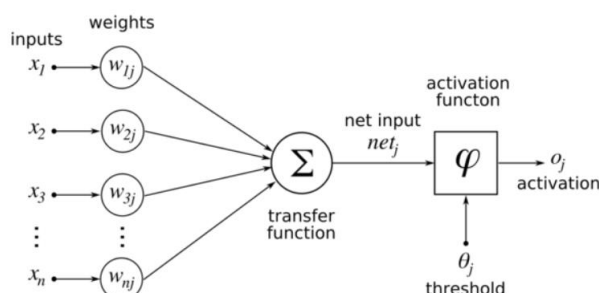 weights
inputs
x1
w1j
activation
functon
x2
w2j
net input
netj
Σ
φ
oj
activation
x3
w3j
transfer
function
⋮
⋮
θj
threshold
xn
wnj